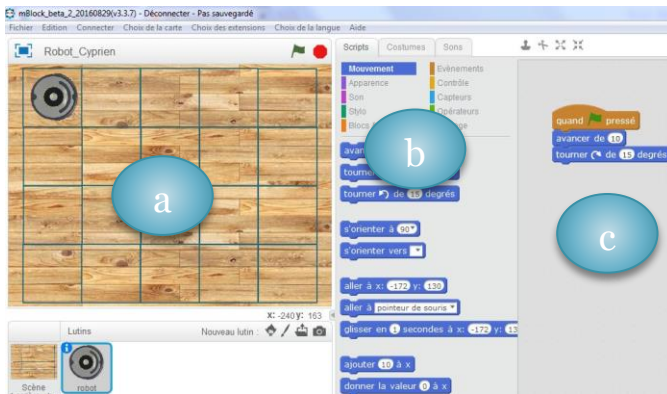 mBlock_beta_2_20160829(v3.3.7) - Déconnecter - Pas sauvegardé
Fichier Edition Connecter Choix de la carte Choix des extensions Choix de la langue Aide
Robot_Cyprien
a
x: -240 y: 163
Lutins Nouveau lutin :
Scène
robot
Scripts Costumes Sons
Mouvement Evènements
Apparence Contrôle
Son Capteurs
Stylo Opérateurs
Blocs
b
tourner de 15 degrés
s'orienter à 90
s'orienter vers
aller à x: -172 y: 130
aller à pointeur de souris
glisser en 1 secondes à x: -172 y:
ajouter 10 à x
donner la valeur 0 à x
quand pressé
avancer de 10
tourner de 15 degrés
c